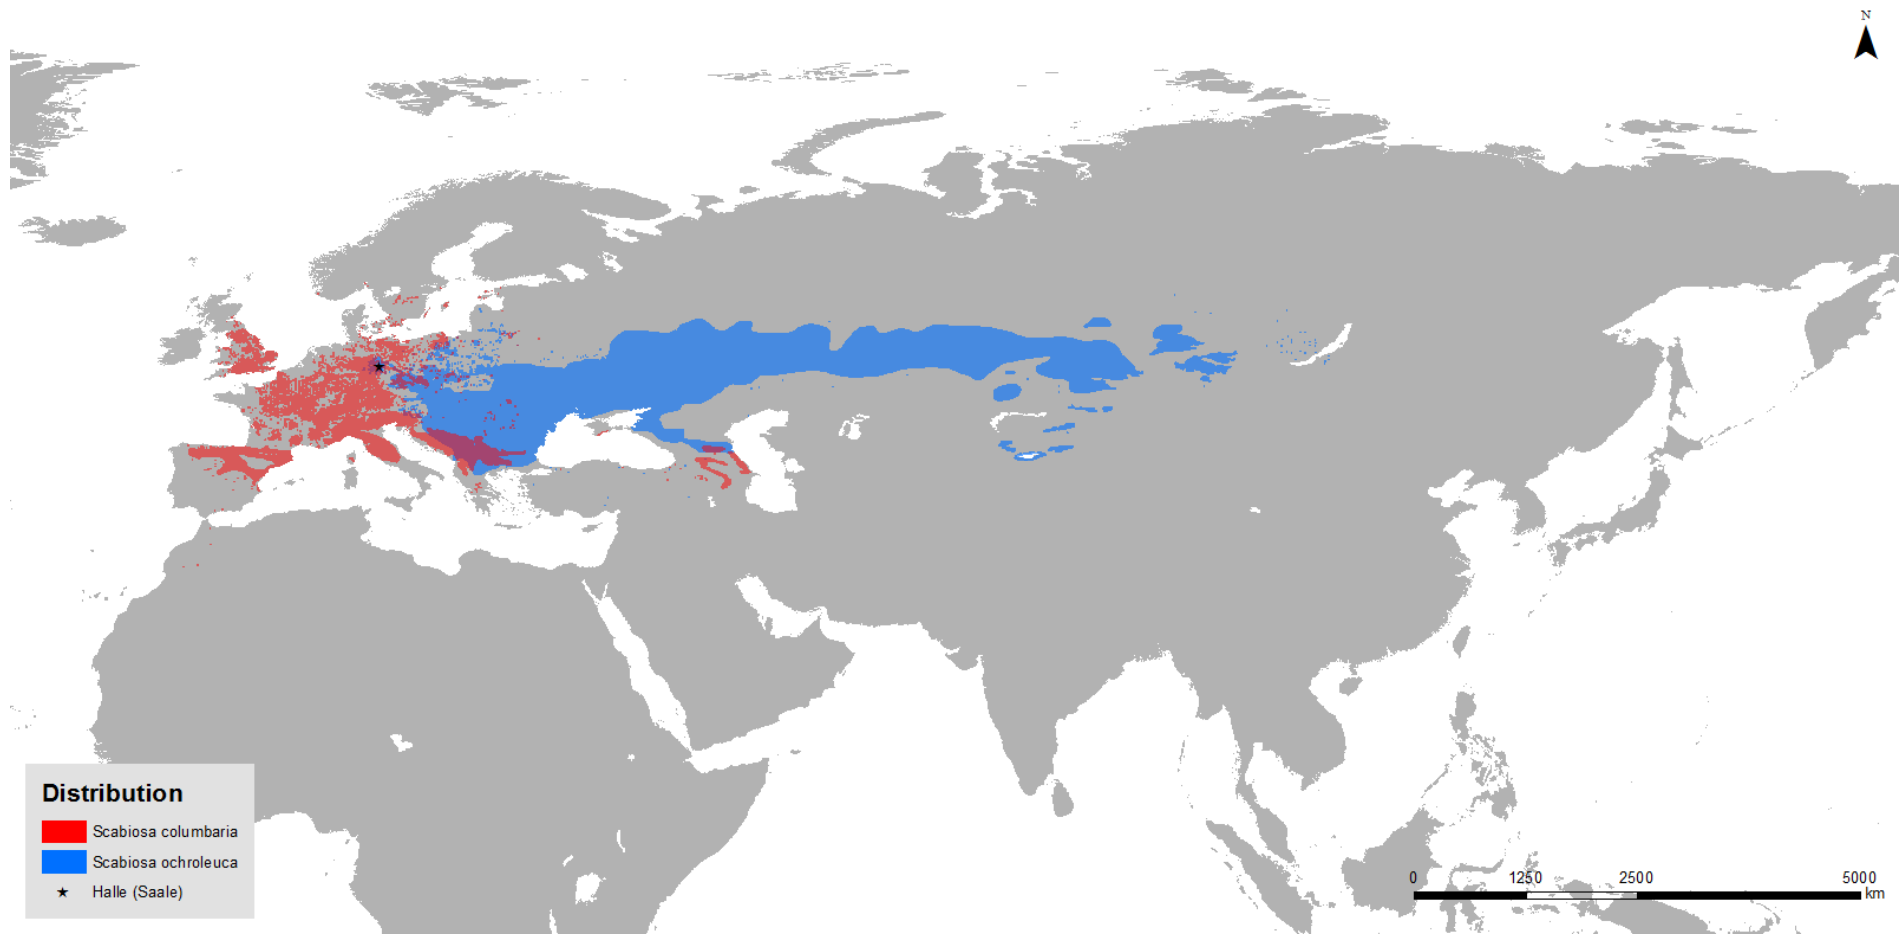 N
Distribution
Scabiosa columbaria
Scabiosa ochroleuca
Halle (Saale)
0 1250 2500 5000
km